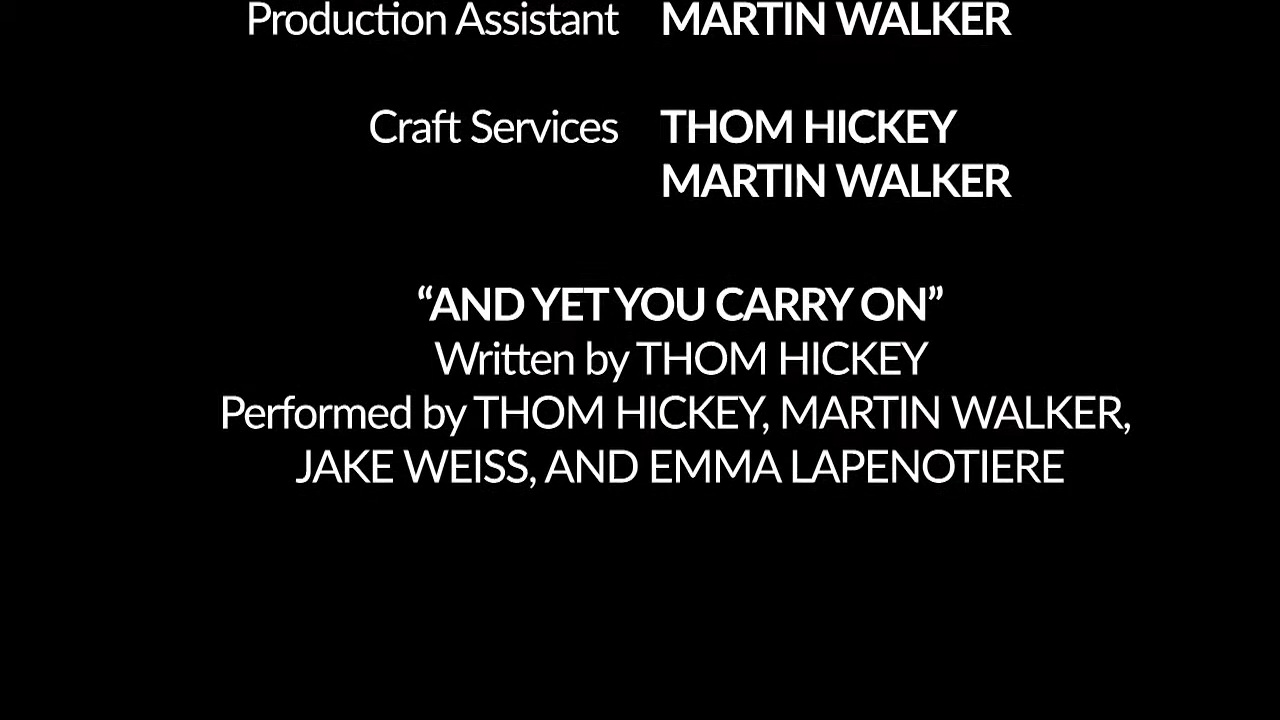 Production Assistant MARTIN WALKER
Craft Services THOM HICKEY
MARTIN WALKER
“AND YET YOU CARRY ON”
Written by THOM HICKEY
Performed by THOM HICKEY, MARTIN WALKER,
JAKE WEISS, AND EMMA LAPENOTIERE